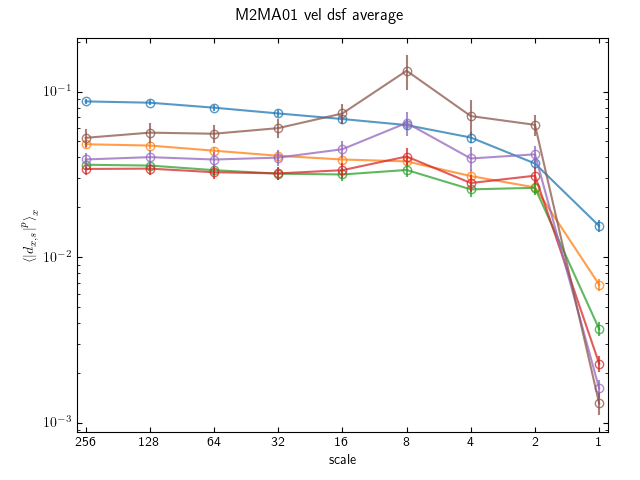 M2MA01 vel dsf average
10⁻¹
10⁻²
10⁻³
⟨|d_{x,s}|^p⟩_x
256 128 64 32 16 8 4 2 1
scale